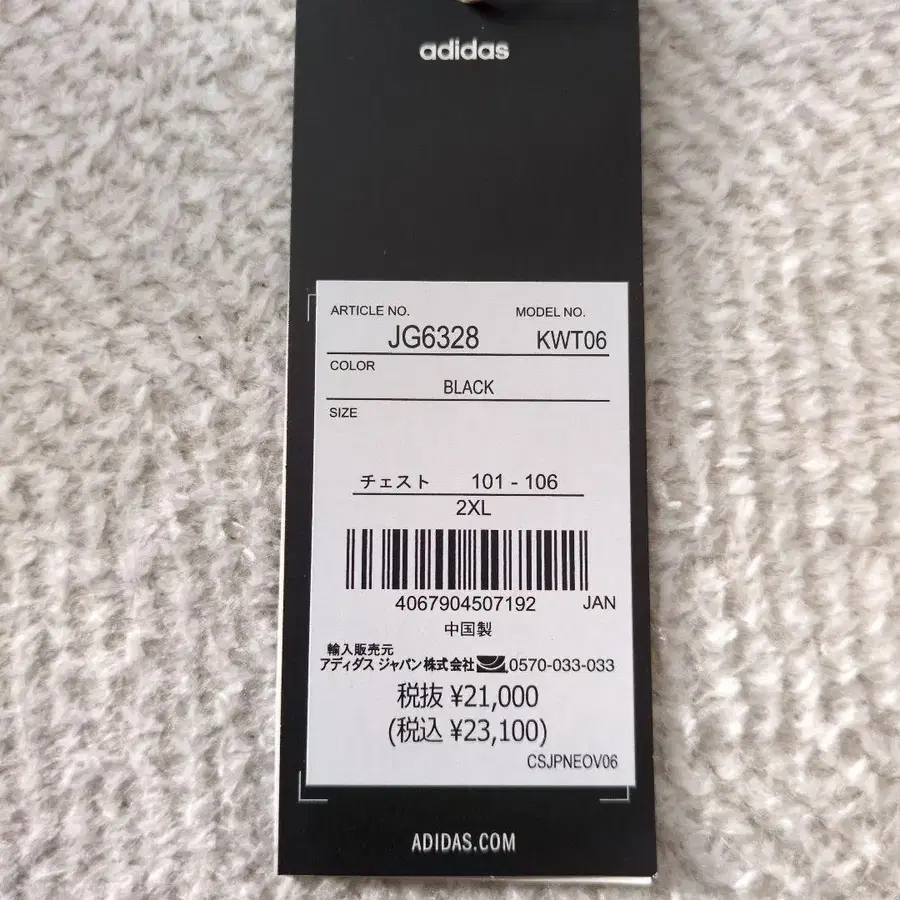 adidas
ARTICLE NO. MODEL NO.
JG6328 KWT06
COLOR
BLACK
SIZE
チェスト 101 - 106
2XL
4067904507192 JAN
中国製
輸入販売元
アディダス ジャパン株式会社 0570-033-033
税抜 ¥21,000
(税込 ¥23,100)
CSJPNEOV06
ADIDAS.COM